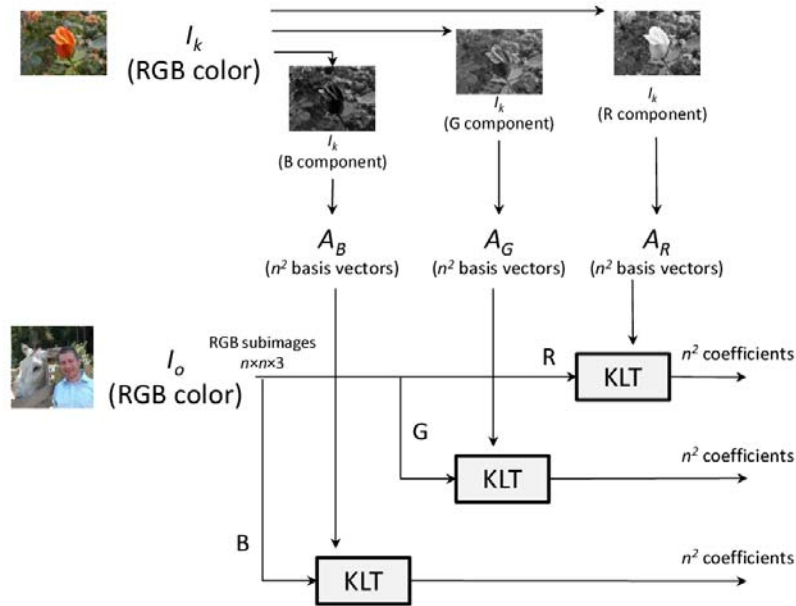 I_k
(RGB color)
I_k
(B component)
I_k
(G component)
I_k
(R component)
A_B
(n² basis vectors)
A_G
(n² basis vectors)
A_R
(n² basis vectors)
I_o
(RGB color)
RGB subimages
n×n×3
R
KLT
n² coefficients
G
KLT
n² coefficients
B
KLT
n² coefficients